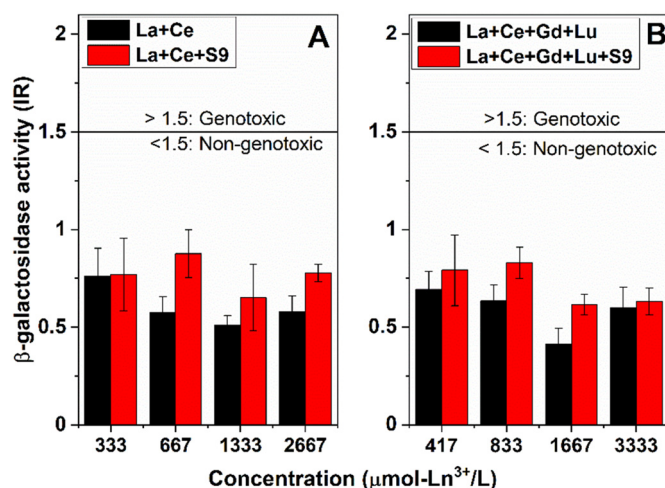 β-galactosidase activity (IR)
2
1.5
1
0.5
0
La+Ce
La+Ce+S9
A
> 1.5: Genotoxic
<1.5: Non-genotoxic
333 667 1333 2667
2
1.5
1
0.5
0
La+Ce+Gd+Lu
La+Ce+Gd+Lu+S9
B
>1.5: Genotoxic
< 1.5: Non-genotoxic
417 833 1667 3333
Concentration (μmol-Ln³⁺/L)